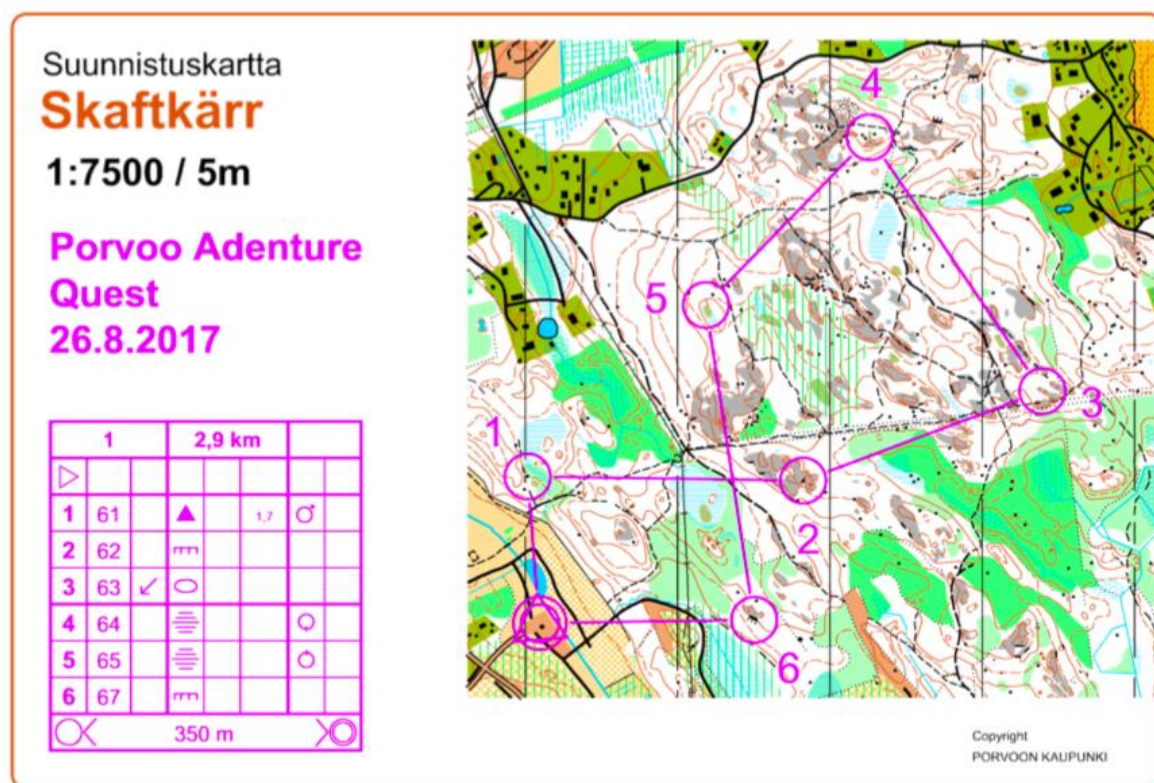 Suunnistuskartta
Skaftkärr
1:7500 / 5m
Porvoo Adenture
Quest
26.8.2017
1 2,9 km
1 61 1,7
2 62
3 63
4 64
5 65
6 67
350 m
4
5
3
1
2
6
Copyright
PORVOON KAUPUNKI